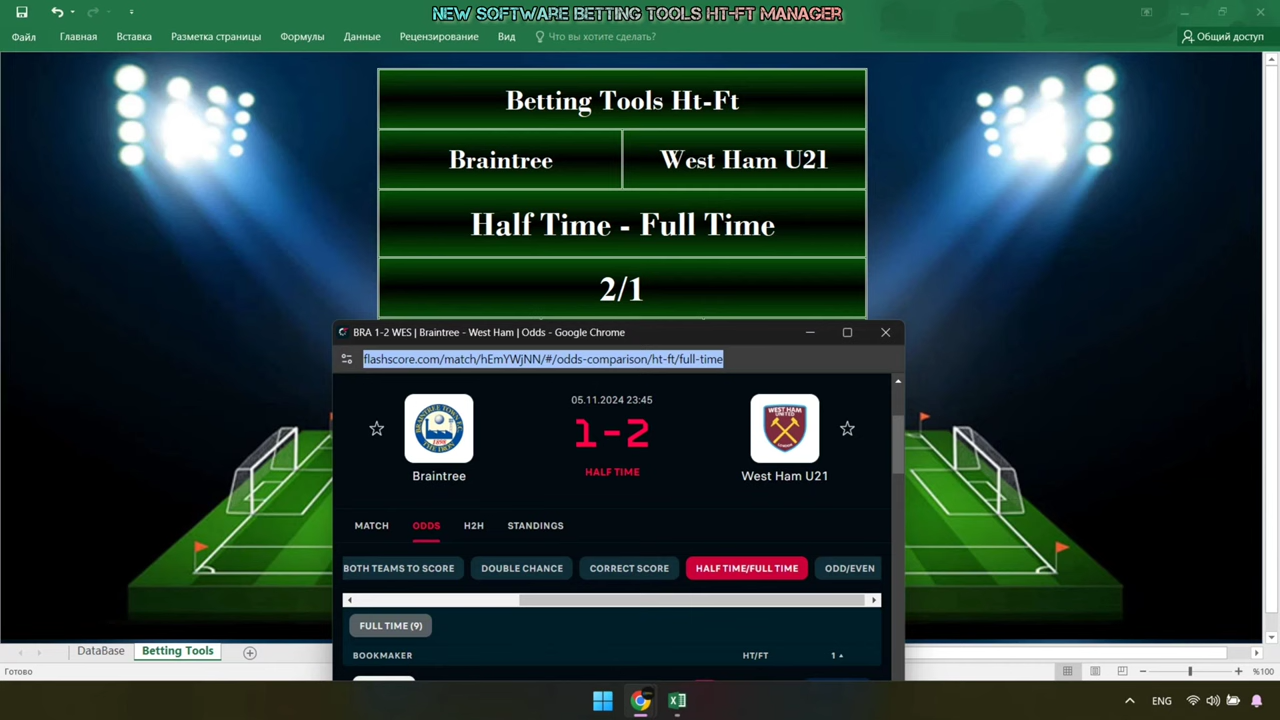 NEW SOFTWARE BETTING TOOLS HT-FT MANAGER
Файл Главная Вставка Разметка страницы Формулы Данные Рецензирование Вид Что вы хотите сделать? Общий доступ
Betting Tools Ht-Ft
Braintree West Ham U21
Half Time - Full Time
2/1
BRA 1-2 WES | Braintree - West Ham | Odds - Google Chrome
flashscore.com/match/hEmYWjNN/#/odds-comparison/ht-ft/full-time
05.11.2024 23:45
1-2
HALF TIME
Braintree West Ham U21
MATCH ODDS H2H STANDINGS
BOTH TEAMS TO SCORE DOUBLE CHANCE CORRECT SCORE HALF TIME/FULL TIME ODD/EVEN
FULL TIME (9)
BOOKMAKER HT/FT 1
DataBase Betting Tools
Готово %100
ENG